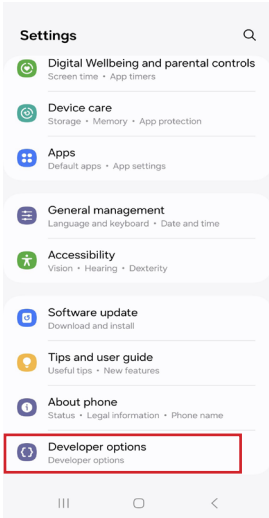 Settings
Digital Wellbeing and parental controls
Screen time • App timers
Device care
Storage • Memory • App protection
Apps
Default apps • App settings
General management
Language and keyboard • Date and time
Accessibility
Vision • Hearing • Dexterity
Software update
Download and install
Tips and user guide
Useful tips • New features
About phone
Status • Legal information • Phone name
Developer options
Developer options